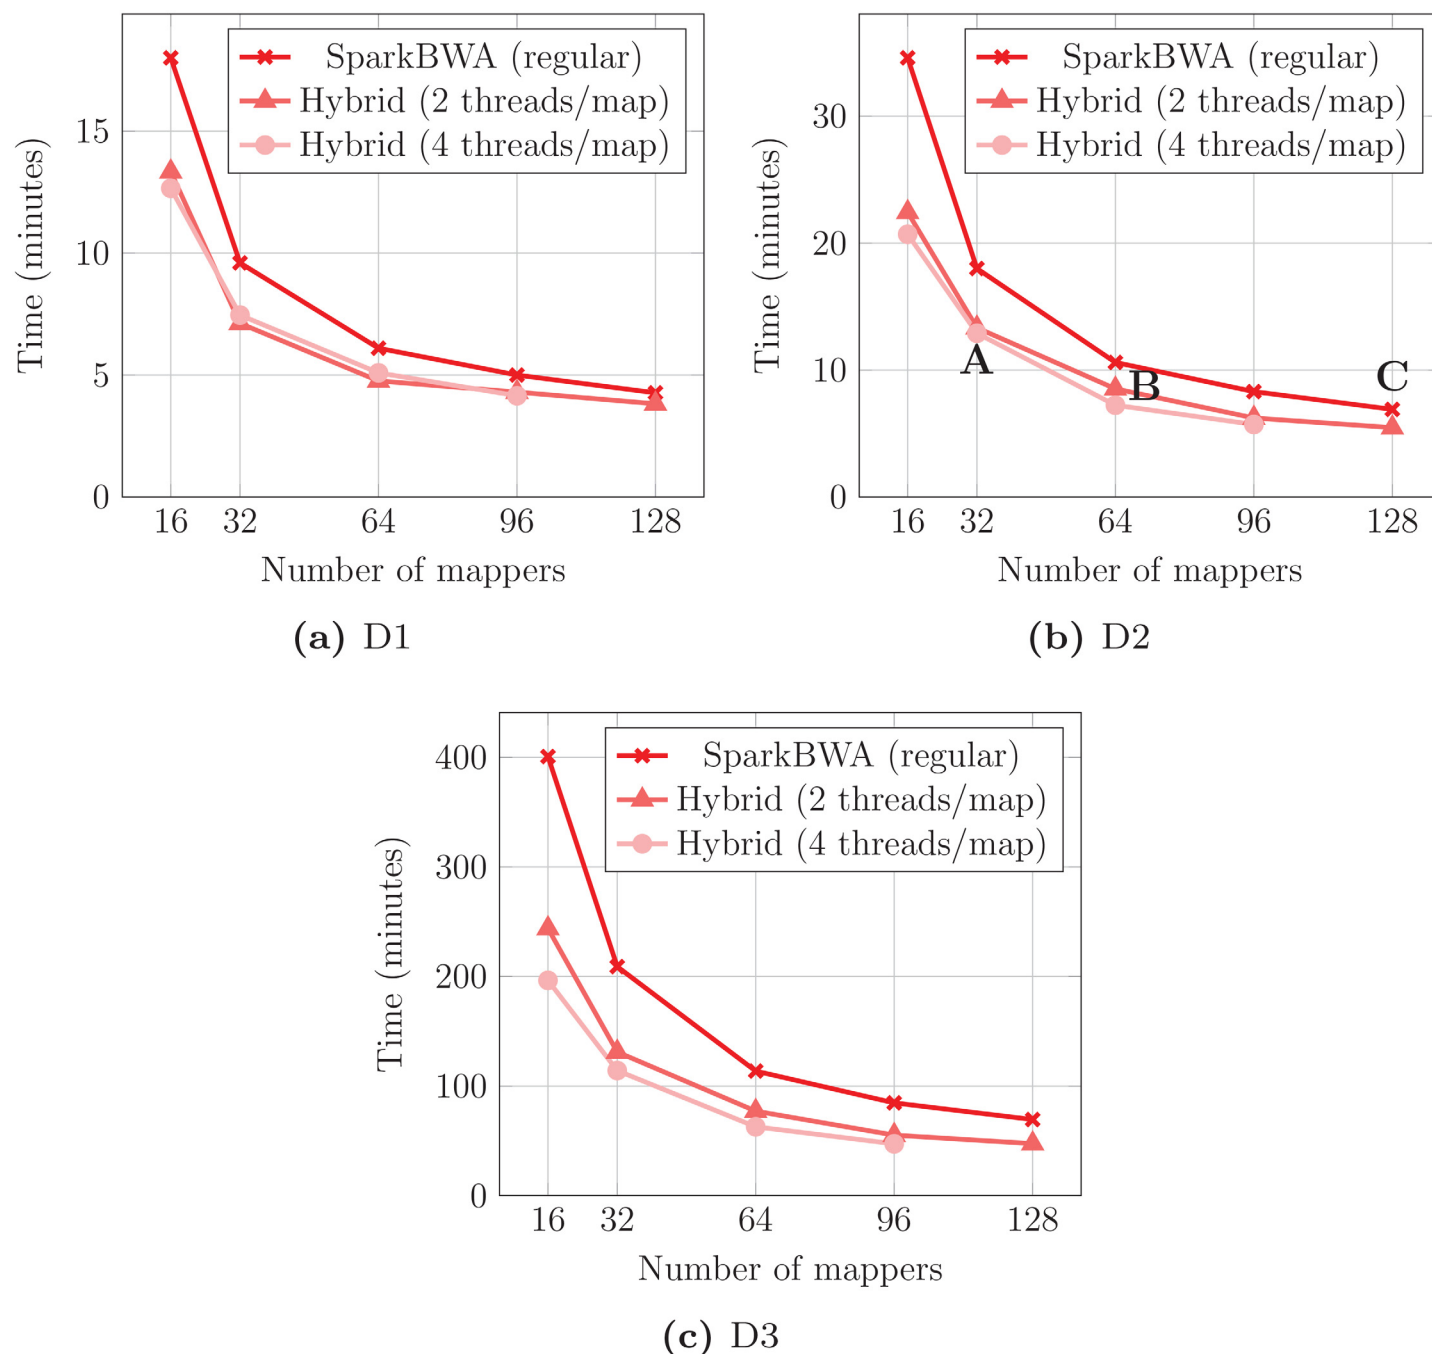 SparkBWA (regular)
Hybrid (2 threads/map)
Hybrid (4 threads/map)
Time (minutes)
15
10
5
0
16 32 64 96 128
Number of mappers
(a) D1
SparkBWA (regular)
Hybrid (2 threads/map)
Hybrid (4 threads/map)
Time (minutes)
30
20
10
0
A
B
C
16 32 64 96 128
Number of mappers
(b) D2
SparkBWA (regular)
Hybrid (2 threads/map)
Hybrid (4 threads/map)
Time (minutes)
400
300
200
100
0
16 32 64 96 128
Number of mappers
(c) D3